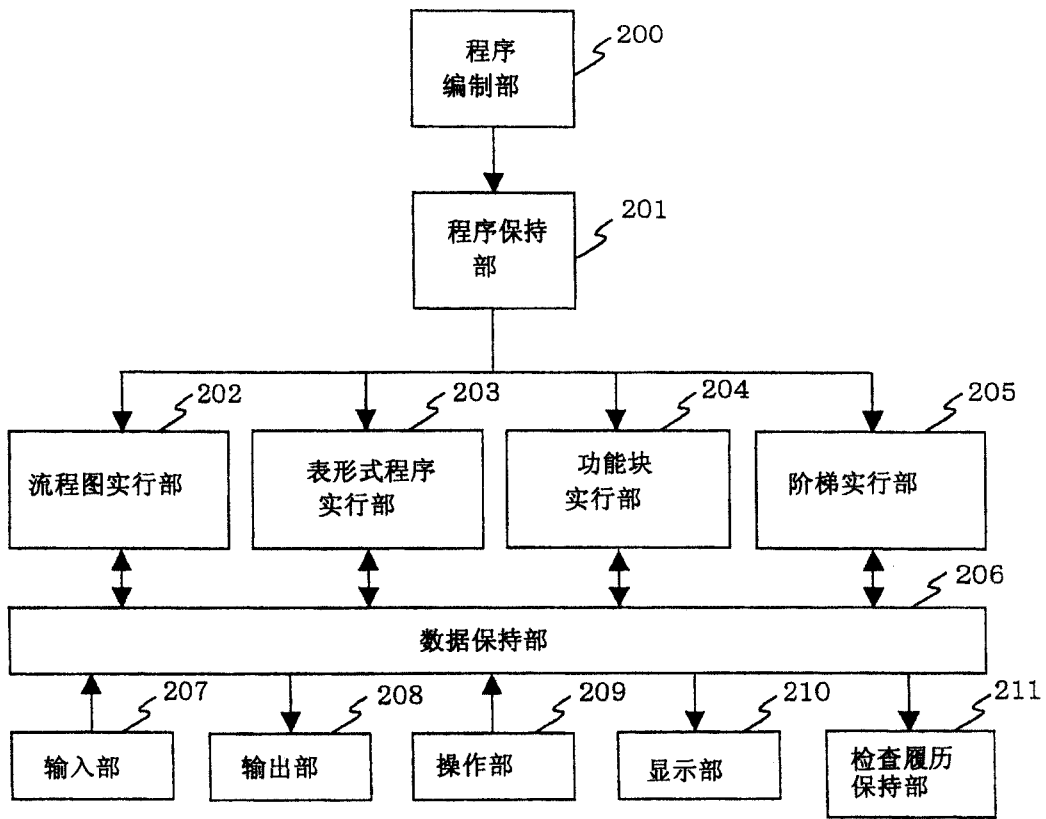 200
程序
编制部
201
程序保持
部
202
203
204
205
流程图实行部
表形式程序
实行部
功能块
实行部
阶梯实行部
206
数据保持部
207
208
209
210
211
输入部
输出部
操作部
显示部
检查履历
保持部